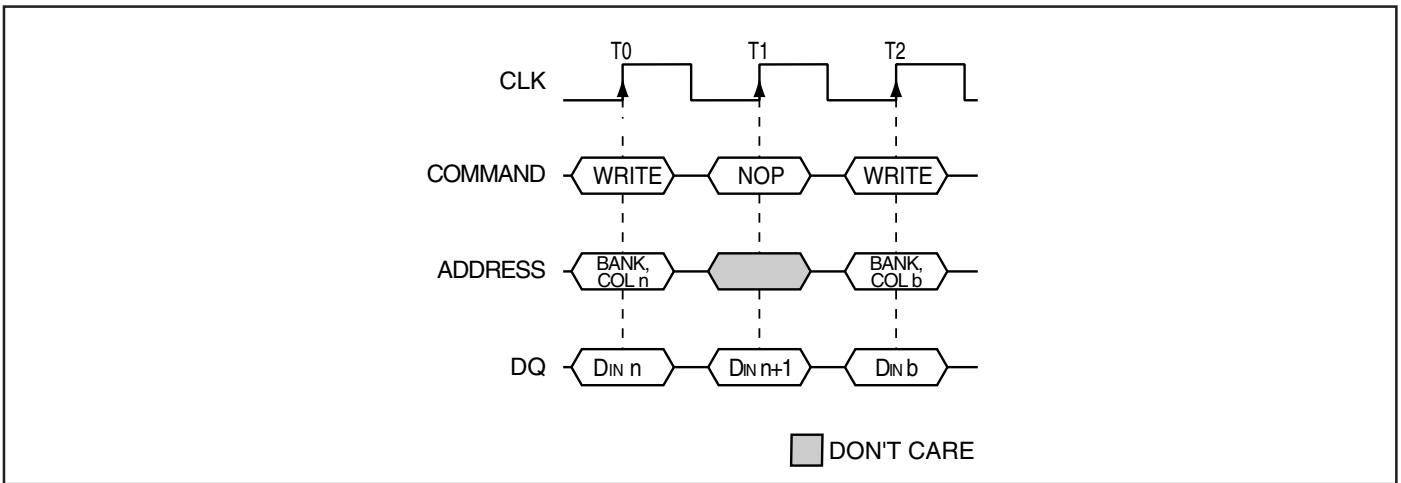 T0 T1 T2
CLK
COMMAND WRITE NOP WRITE
ADDRESS BANK, COL n BANK, COL b
DQ DIN n DIN n+1 DIN b
DON'T CARE